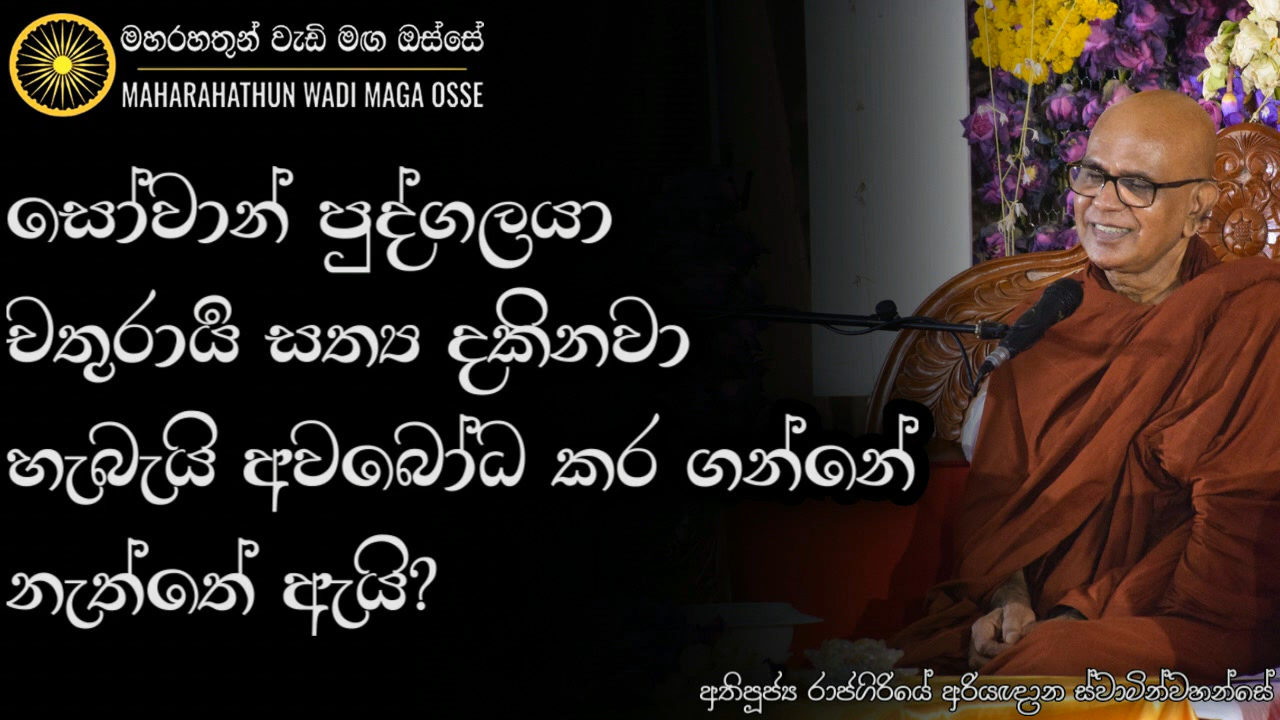 මහරහතුන් වැඩි මඟ ඔස්සේ
MAHARAHATHUN WADI MAGA OSSE
සෝවාන් පුද්ගලයා
චතුරාර්‍ය සත්‍ය දකිනවා
හැබැයි අවබෝධ කර ගන්නේ
නැත්තේ ඇයි?
අතිපූජ්‍ය රාජගිරියේ අරියඤාන ස්වාමින්වහන්සේ